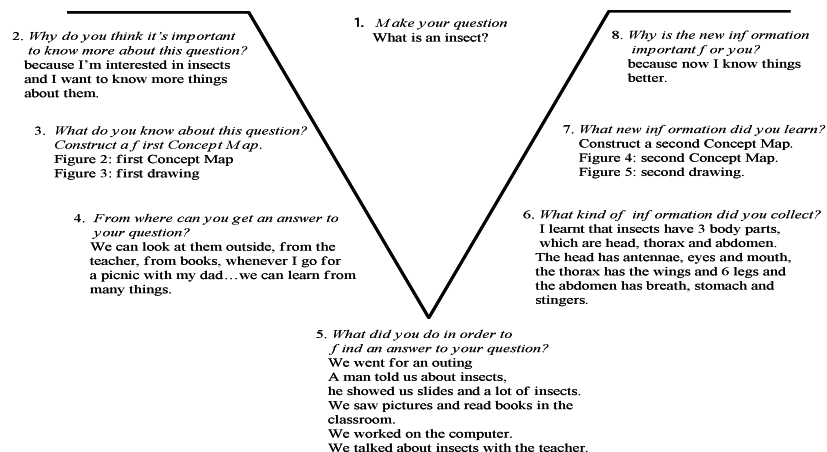 1. Make your question
What is an insect?
2. Why do you think it's important
to know more about this question?
because I'm interested in insects
and I want to know more things
about them.
3. What do you know about this question?
Construct a first Concept Map.
Figure 2: first Concept Map
Figure 3: first drawing
4. From where can you get an answer to
your question?
We can look at them outside, from the
teacher, from books, whenever I go for
a picnic with my dad…we can learn from
many things.
5. What did you do in order to
find an answer to your question?
We went for an outing
A man told us about insects,
he showed us slides and a lot of insects.
We saw pictures and read books in the
classroom.
We worked on the computer.
We talked about insects with the teacher.
6. What kind of information did you collect?
I learnt that insects have 3 body parts,
which are head, thorax and abdomen.
The head has antennae, eyes and mouth,
the thorax has the wings and 6 legs and
the abdomen has breath, stomach and
stingers.
7. What new information did you learn?
Construct a second Concept Map.
Figure 4: second Concept Map.
Figure 5: second drawing.
8. Why is the new information
important for you?
because now I know things
better.